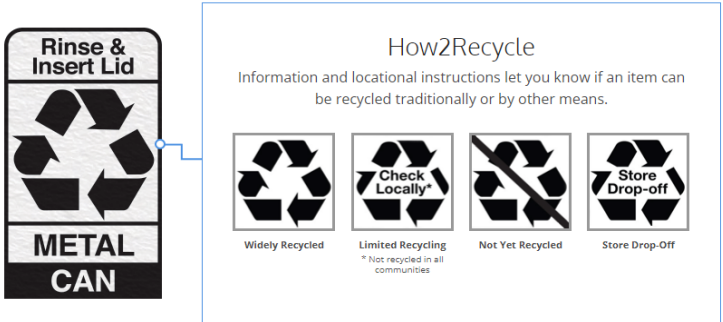 Rinse &
Insert Lid
METAL
CAN
How2Recycle
Information and locational instructions let you know if an item can
be recycled traditionally or by other means.
Widely Recycled
Check
Locally*
Limited Recycling
* Not recycled in all
communities
Not Yet Recycled
Store
Drop-off
Store Drop-Off